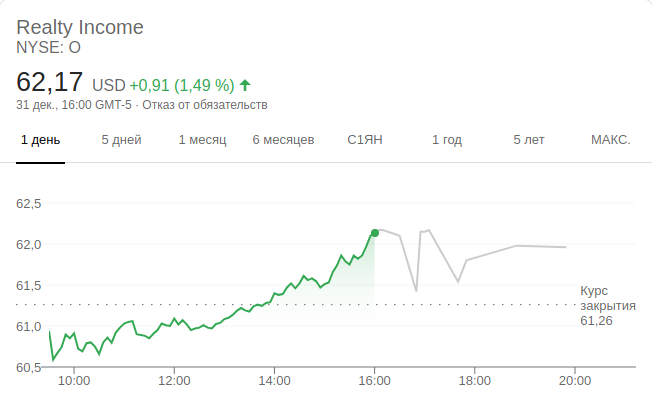 Realty Income
NYSE: O
62,17 USD +0,91 (1,49 %)
31 дек., 16:00 GMT-5 · Отказ от обязательств
1 день 5 дней 1 месяц 6 месяцев С1ЯН 1 год 5 лет МАКС.
62,5
62,0
61,5
Курс
закрытия
61,26
61,0
60,5
10:00 12:00 14:00 16:00 18:00 20:00